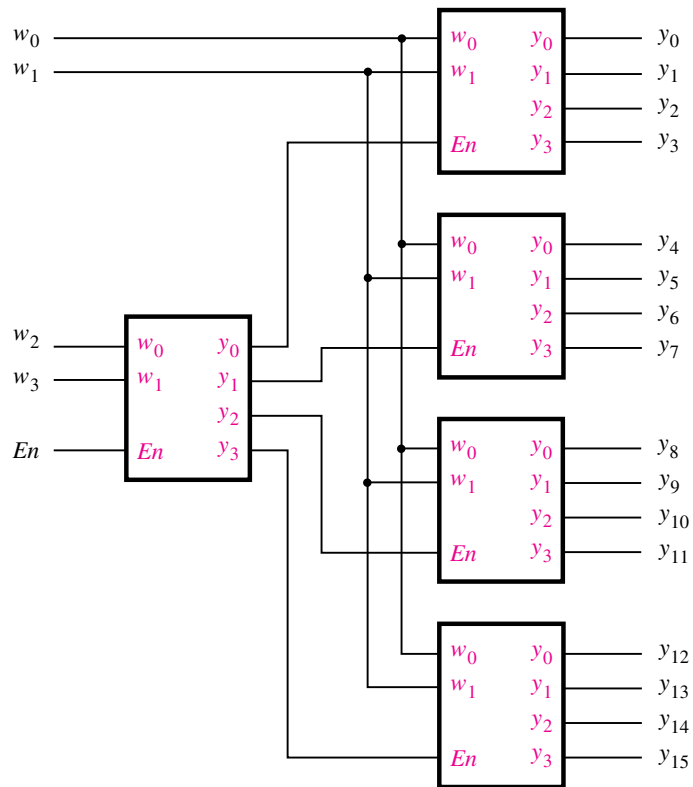 w0 w0 y0 y0
w1 w1 y1 y1
y2 y2
En y3 y3
w0 y0 y4
w1 y1 y5
y2 y6
En y3 y7
w2 w0 y0
w3 w1 y1
y2
En En y3
w0 y0 y8
w1 y1 y9
y2 y10
En y3 y11
w0 y0 y12
w1 y1 y13
y2 y14
En y3 y15